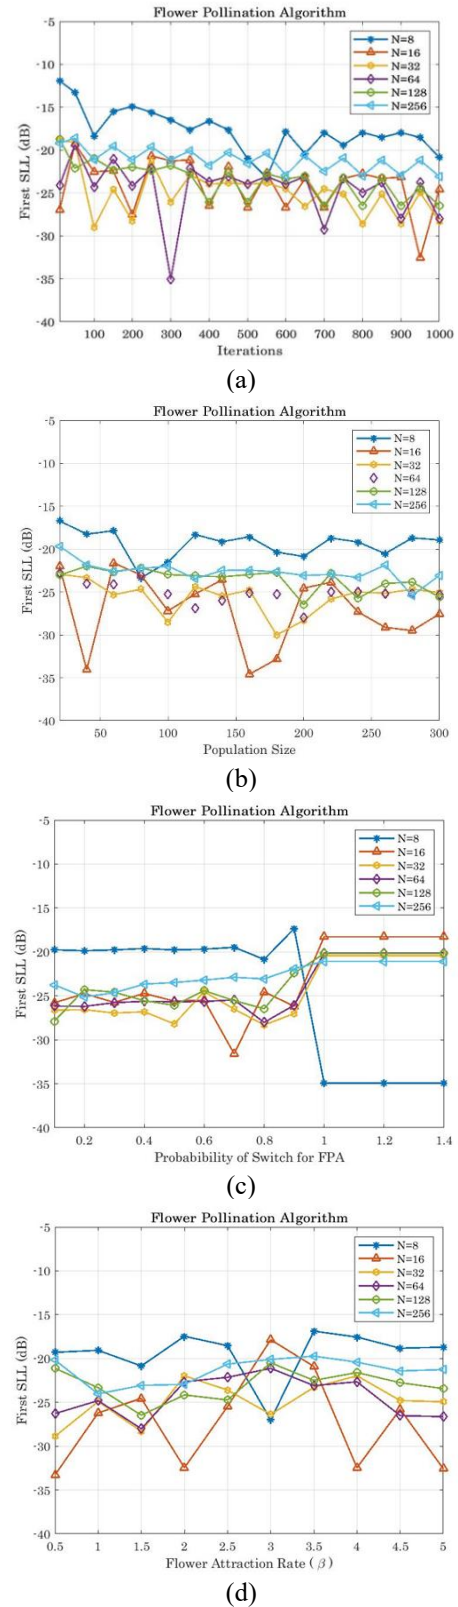 Flower Pollination Algorithm
-5
-10
-15
-20
-25
-30
-35
-40
First SLL (dB)
N=8
N=16
N=32
N=64
N=128
N=256
100 200 300 400 500 600 700 800 900 1000
Iterations
(a)
Flower Pollination Algorithm
-5
-10
-15
-20
-25
-30
-35
-40
First SLL (dB)
N=8
N=16
N=32
N=64
N=128
N=256
50 100 150 200 250 300
Population Size
(b)
Flower Pollination Algorithm
-5
-10
-15
-20
-25
-30
-35
-40
First SLL (dB)
N=8
N=16
N=32
N=64
N=128
N=256
0.2 0.4 0.6 0.8 1 1.2 1.4
Probabibility of Switch for FPA
(c)
Flower Pollination Algorithm
-5
-10
-15
-20
-25
-30
-35
-40
First SLL (dB)
N=8
N=16
N=32
N=64
N=128
N=256
0.5 1 1.5 2 2.5 3 3.5 4 4.5 5
Flower Attraction Rate ( β )
(d)